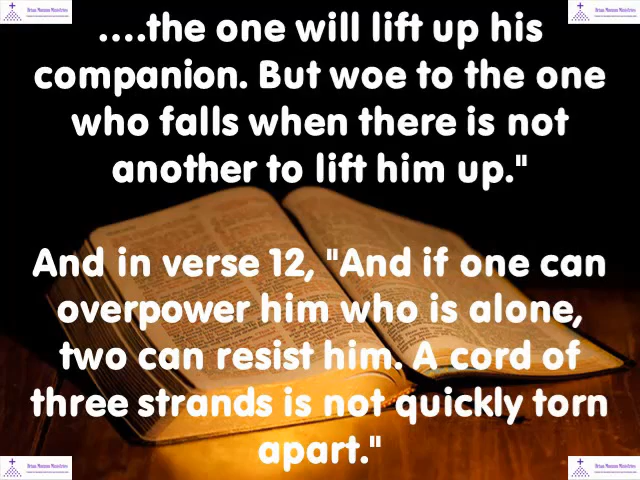 ....the one will lift up his
companion. But woe to the one
who falls when there is not
another to lift him up."
And in verse 12, "And if one can
overpower him who is alone,
two can resist him. A cord of
three strands is not quickly torn
apart."